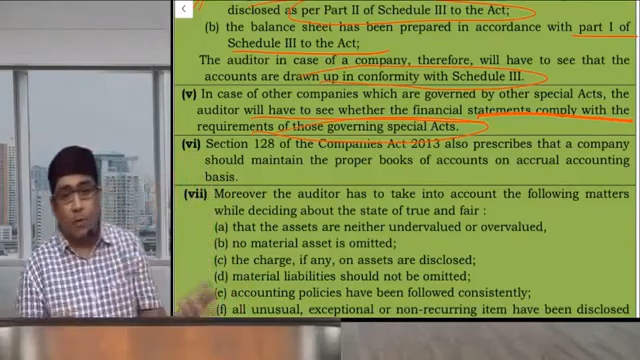 disclosed as per Part II of Schedule III to the Act;
(b) the balance sheet has been prepared in accordance with part I of
Schedule III to the Act;
The auditor in case of a company, therefore, will have to see that the
accounts are drawn up in conformity with Schedule III.
(v) In case of other companies which are governed by other special Acts, the
auditor will have to see whether the financial statements comply with the
requirements of those governing special Acts.
(vi) Section 128 of the Companies Act 2013 also prescribes that a company
should maintain the proper books of accounts on accrual accounting
basis.
(vii) Moreover the auditor has to take into account the following matters
while deciding about the state of true and fair :
(a) that the assets are neither undervalued or overvalued,
(b) no material asset is omitted;
(c) the charge, if any, on assets are disclosed;
(d) material liabilities should not be omitted;
(e) accounting policies have been followed consistently;
(f) all unusual, exceptional or non-recurring item have been disclosed